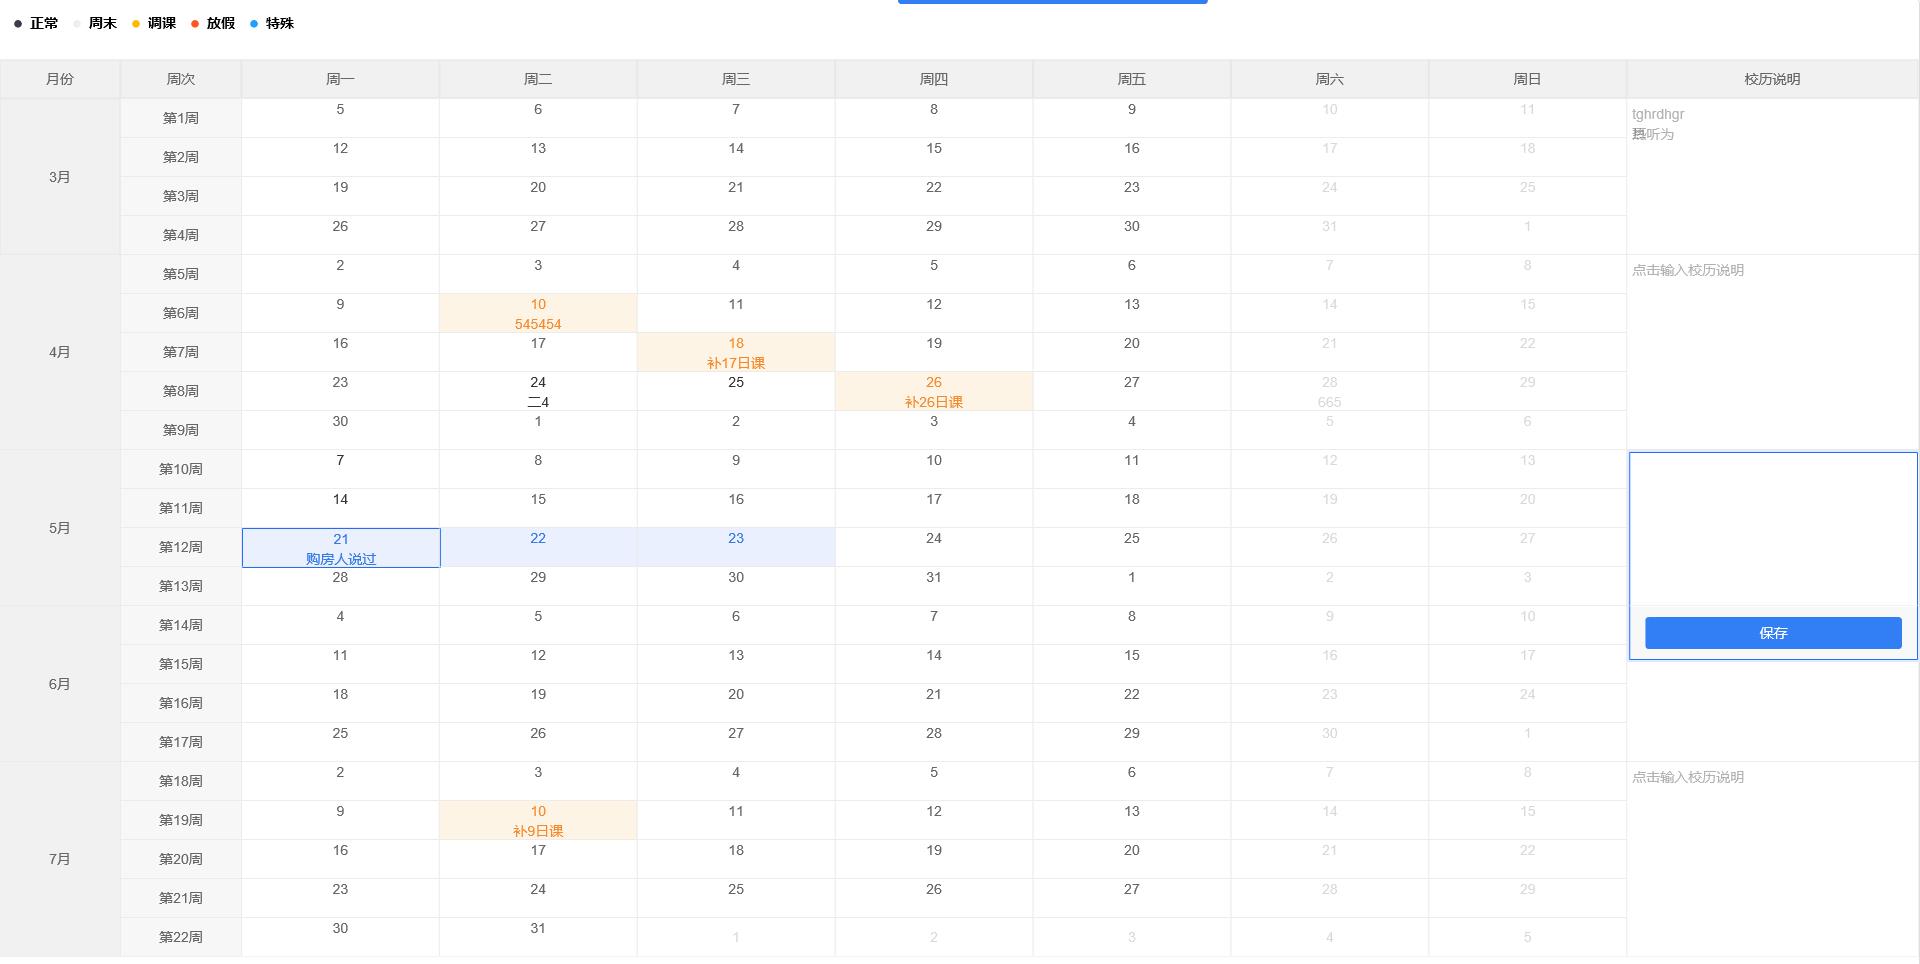 正常 周末 调课 放假 特殊
月份 周次 周一 周二 周三 周四 周五 周六 周日 校历说明
3月
第1周 5 6 7 8 9 10 11
tghrdhgr
听为
第2周 12 13 14 15 16 17 18
第3周 19 20 21 22 23 24 25
第4周 26 27 28 29 30 31 1
4月
第5周 2 3 4 5 6 7 8 点击输入校历说明
第6周 9 10 11 12 13 14 15
545454
第7周 16 17 18 19 20 21 22
补17日课
第8周 23 24 25 26 27 28 29
二4 补26日课 665
第9周 30 1 2 3 4 5 6
5月
第10周 7 8 9 10 11 12 13
第11周 14 15 16 17 18 19 20
第12周 21 22 23 24 25 26 27
购房人说过
第13周 28 29 30 31 1 2 3
6月
第14周 4 5 6 7 8 9 10
保存
第15周 11 12 13 14 15 16 17
第16周 18 19 20 21 22 23 24
第17周 25 26 27 28 29 30 1
7月
第18周 2 3 4 5 6 7 8 点击输入校历说明
第19周 9 10 11 12 13 14 15
补9日课
第20周 16 17 18 19 20 21 22
第21周 23 24 25 26 27 28 29
第22周 30 31 1 2 3 4 5